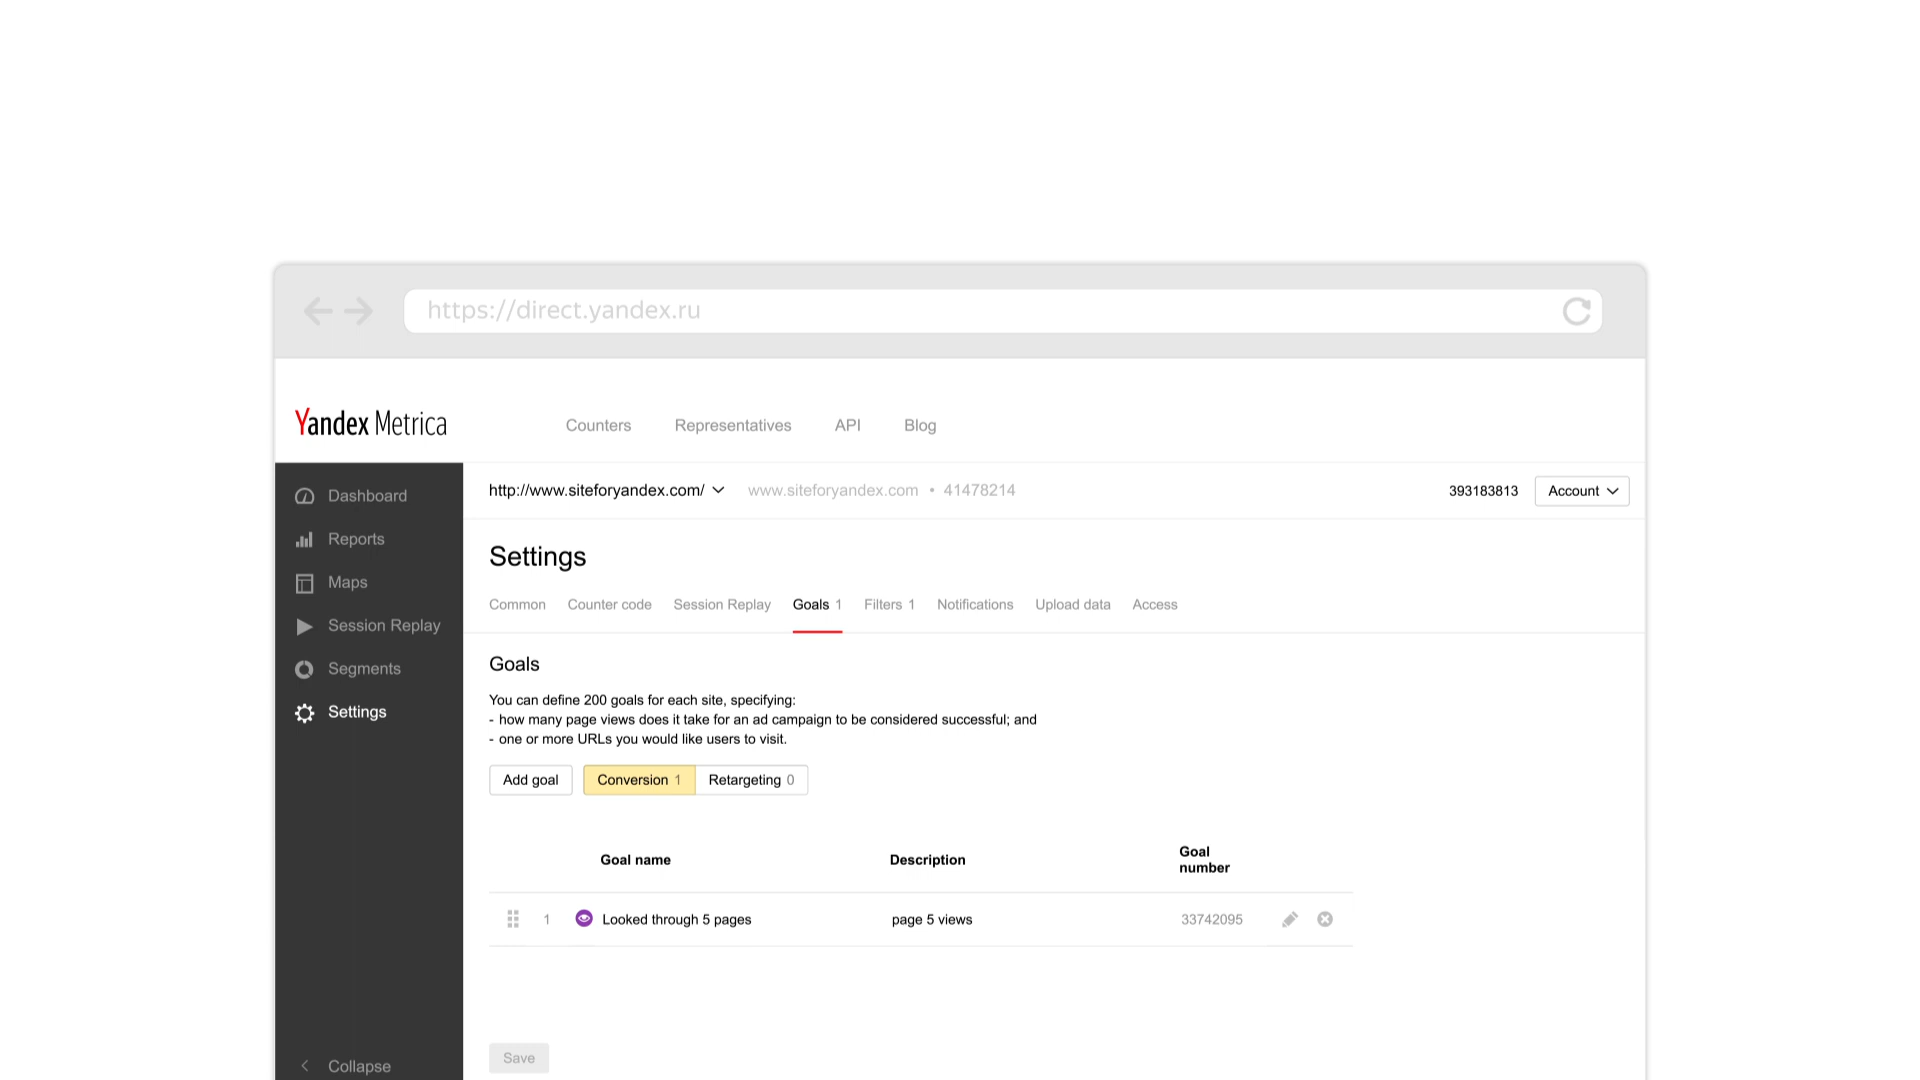 https://direct.yandex.ru
Yandex Metrica
Counters Representatives API Blog
http://www.siteforyandex.com/ www.siteforyandex.com • 41478214 393183813 Account
Dashboard
Reports
Maps
Session Replay
Segments
Settings
Collapse
Settings
Common Counter code Session Replay Goals 1 Filters 1 Notifications Upload data Access
Goals
You can define 200 goals for each site, specifying:
- how many page views does it take for an ad campaign to be considered successful; and
- one or more URLs you would like users to visit.
Add goal Conversion 1 Retargeting 0
Goal name Description Goal
number
1 Looked through 5 pages page 5 views 33742095
Save